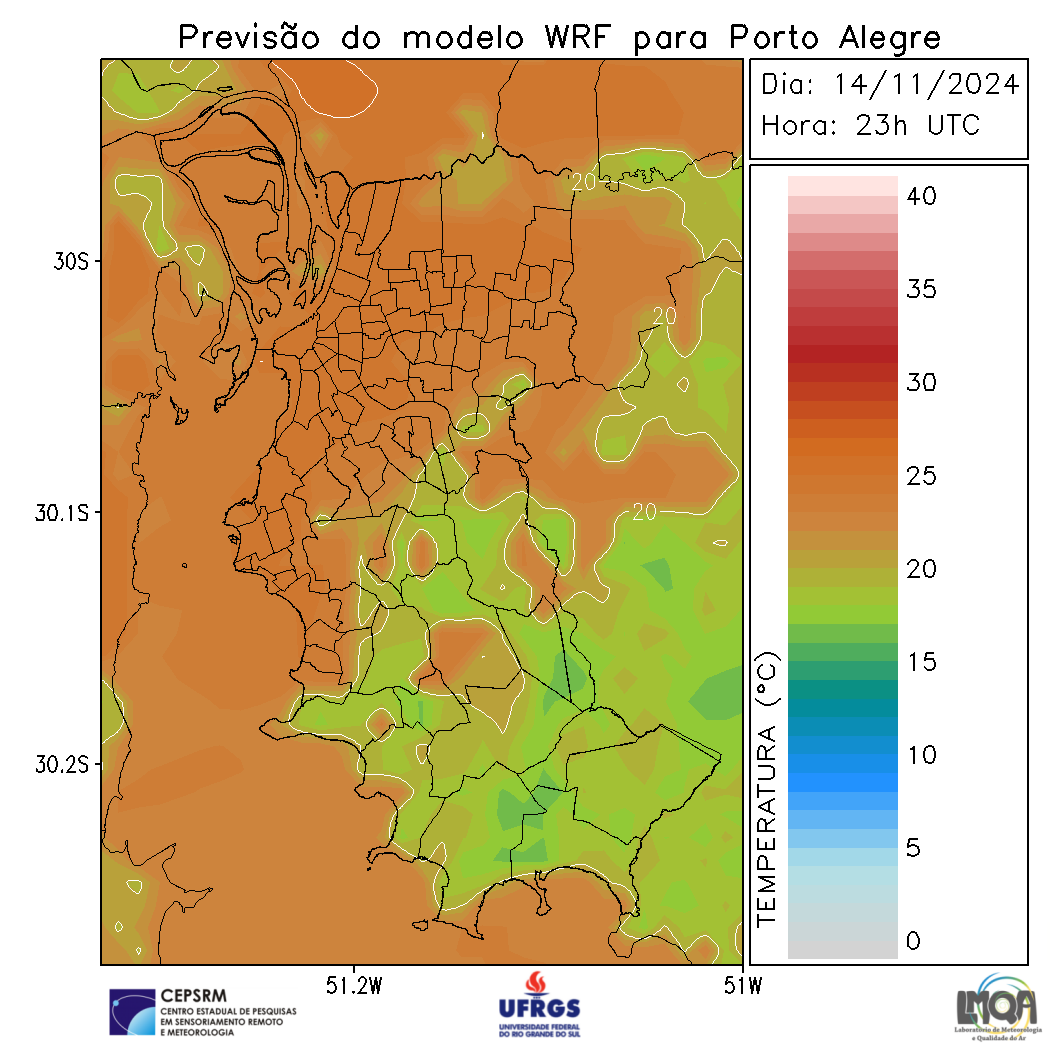 Previsão do modelo WRF para Porto Alegre
Dia: 14/11/2024
Hora: 23h UTC
40
35
30
25
20
15
10
5
0
TEMPERATURA (°C)
20
20
20
30S
30.1S
30.2S
51.2W
51W
CEPSRM
CENTRO ESTADUAL DE PESQUISAS
EM SENSORIAMENTO REMOTO
E METEOROLOGIA
UFRGS
UNIVERSIDADE FEDERAL
DO RIO GRANDE DO SUL
LMQA
Laboratório de Meteorologia
e Qualidade do Ar